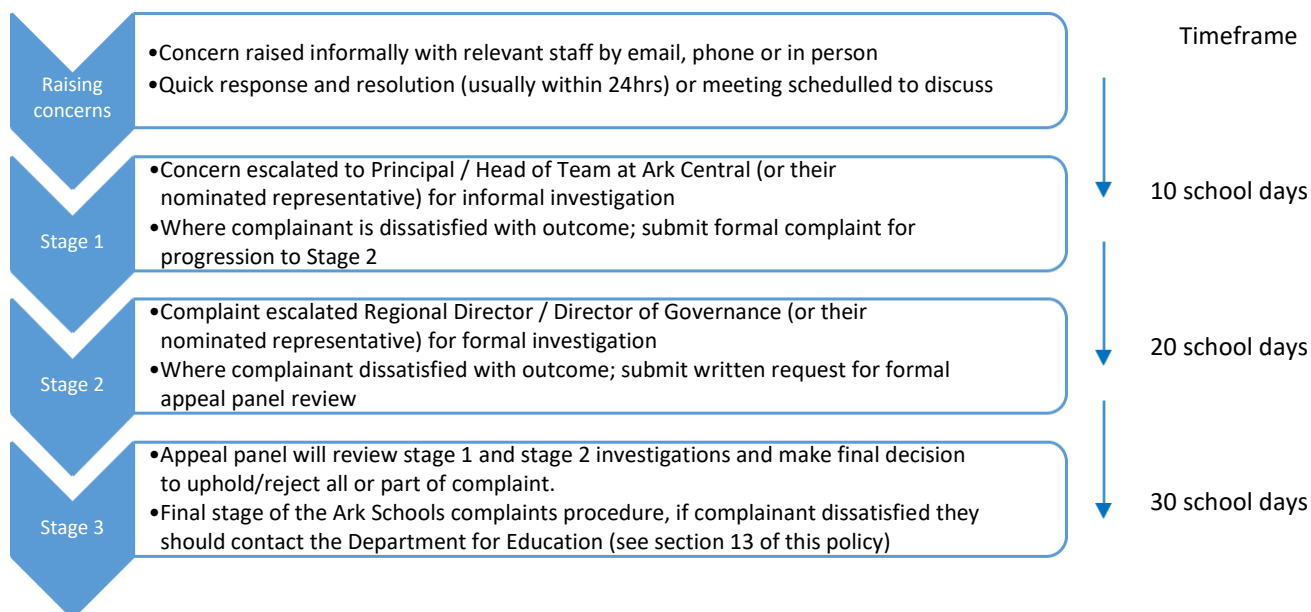 Timeframe
Raising
concerns
•Concern raised informally with relevant staff by email, phone or in person
•Quick response and resolution (usually within 24hrs) or meeting schedulled to discuss
Stage 1
•Concern escalated to Principal / Head of Team at Ark Central (or their
nominated representative) for informal investigation
•Where complainant is dissatisfied with outcome; submit formal complaint for
progression to Stage 2
10 school days
Stage 2
•Complaint escalated Regional Director / Director of Governance (or their
nominated representative) for formal investigation
•Where complainant dissatisfied with outcome; submit written request for formal
appeal panel review
20 school days
Stage 3
•Appeal panel will review stage 1 and stage 2 investigations and make final decision
to uphold/reject all or part of complaint.
•Final stage of the Ark Schools complaints procedure, if complainant dissatisfied they
should contact the Department for Education (see section 13 of this policy)
30 school days